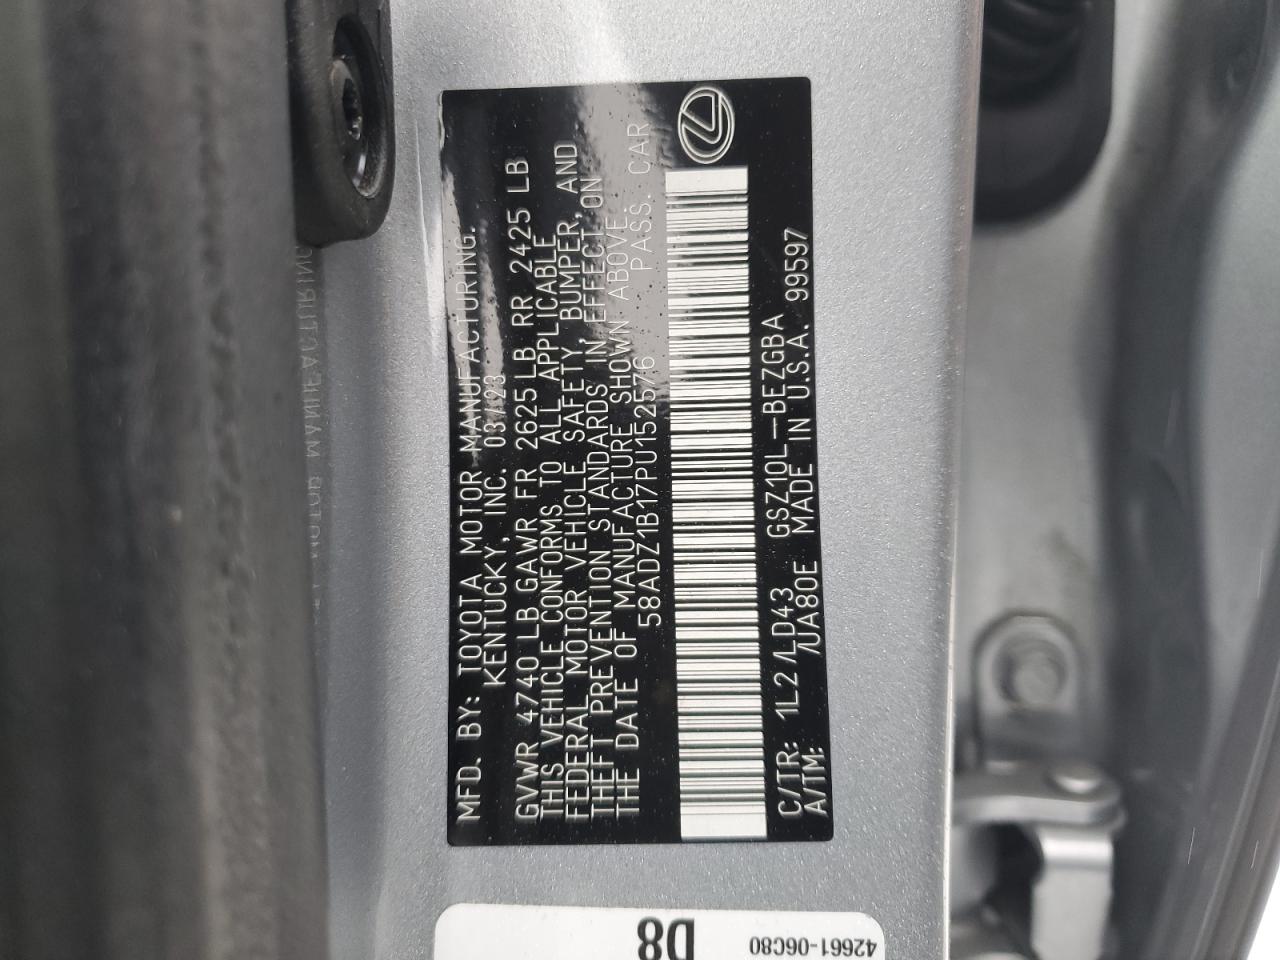 MFD. BY: TOYOTA MOTOR MANUFACTURING.
KENTUCKY, INC. 03/23
GVWR 4740 LB GAWR FR 2625 LB RR 2425 LB
THIS VEHICLE CONFORMS TO ALL APPLICABLE
FEDERAL MOTOR VEHICLE SAFETY, BUMPER, AND
THEFT PREVENTION STANDARDS IN EFFECT ON
THE DATE OF MANUFACTURE SHOWN ABOVE.
58ADZ1B17PU152576 PASS. CAR
C/TR: 1L2/LD43 GSZ10L-BEZGBA
A/TM: /UA80E MADE IN U.S.A. 99597
D8
42661-06C80